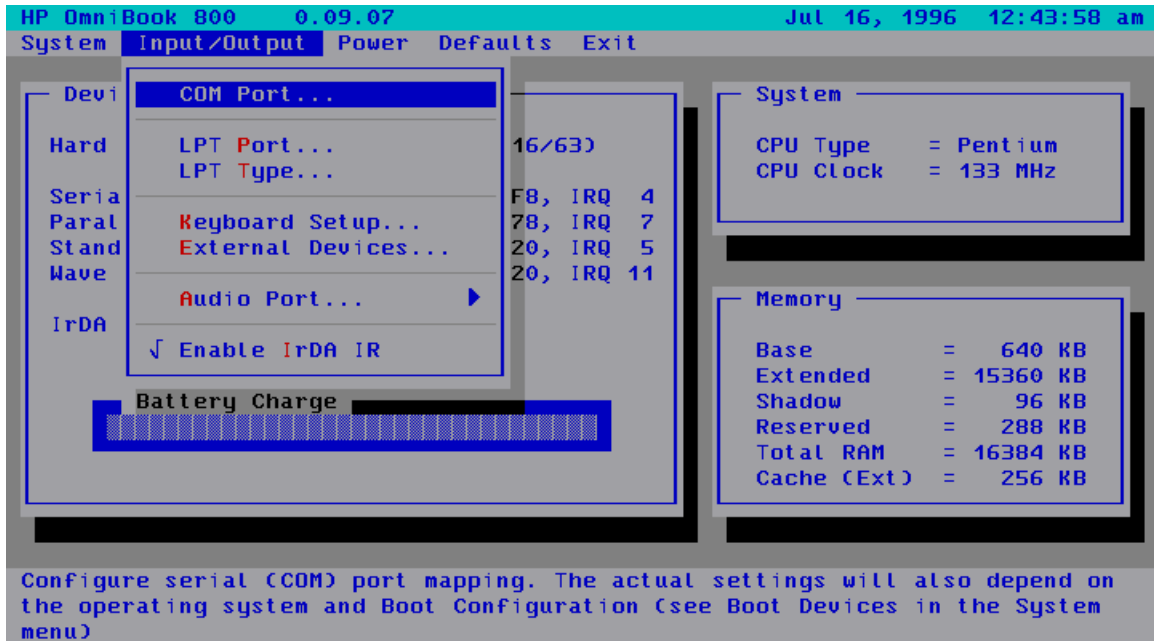 HP OmniBook 800 0.09.07 Jul 16, 1996 12:43:58 am
System Input/Output Power Defaults Exit
Devi
COM Port...
Hard
LPT Port...
16/63)
LPT Type...
Seria
F8, IRQ 4
Paral
Keyboard Setup...
78, IRQ 7
Stand
External Devices...
20, IRQ 5
Wave
20, IRQ 11
Audio Port...
IrDA
√ Enable IrDA IR
Battery Charge
System
CPU Type = Pentium
CPU Clock = 133 MHz
Memory
Base = 640 KB
Extended = 15360 KB
Shadow = 96 KB
Reserved = 288 KB
Total RAM = 16384 KB
Cache (Ext) = 256 KB
Configure serial (COM) port mapping. The actual settings will also depend on
the operating system and Boot Configuration (see Boot Devices in the System
menu)